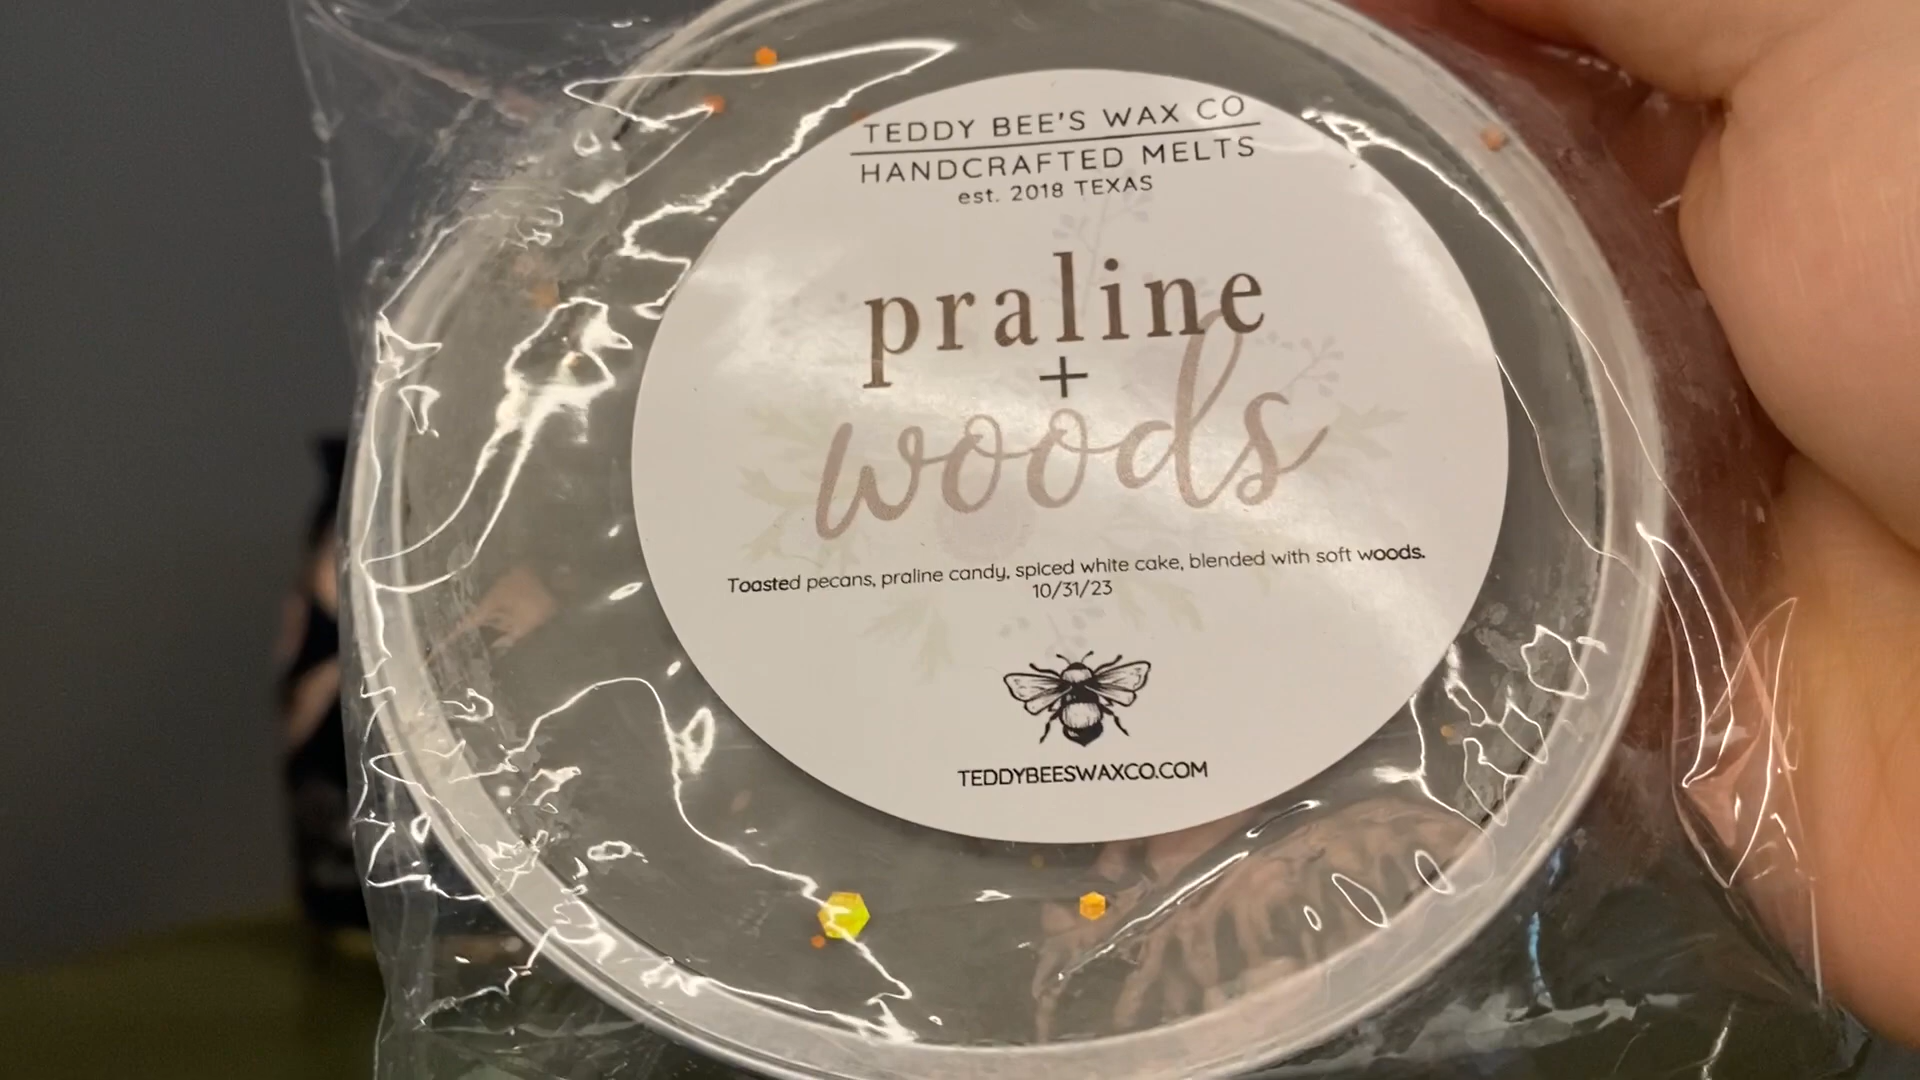 TEDDY BEE'S WAX CO
HANDCRAFTED MELTS
est. 2018 TEXAS
praline
+
woods
Toasted pecans, praline candy, spiced white cake, blended with soft woods.
10/31/23
TEDDYBEESWAXCO.COM